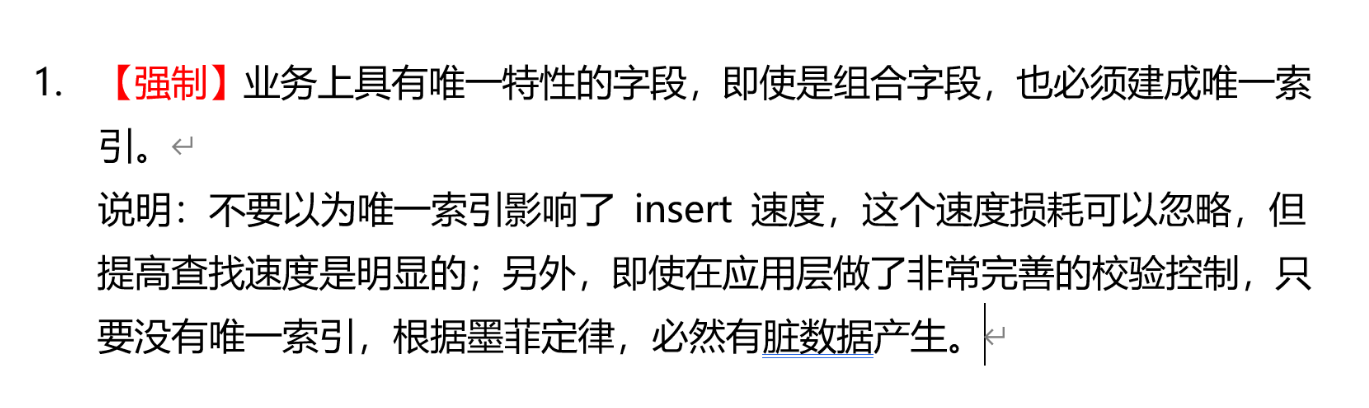 1. 【强制】业务上具有唯一特性的字段，即使是组合字段，也必须建成唯一索
引。
说明：不要以为唯一索引影响了 insert 速度，这个速度损耗可以忽略，但
提高查找速度是明显的；另外，即使在应用层做了非常完善的校验控制，只
要没有唯一索引，根据墨菲定律，必然有脏数据产生。